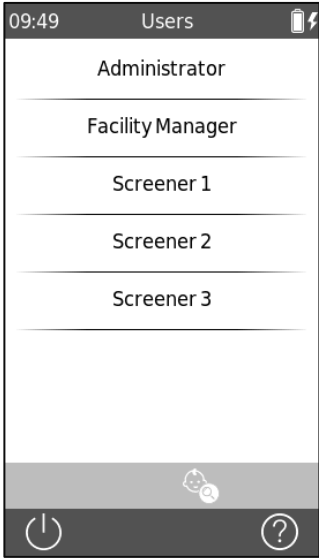 09:49 Users
Administrator
Facility Manager
Screener 1
Screener 2
Screener 3
?